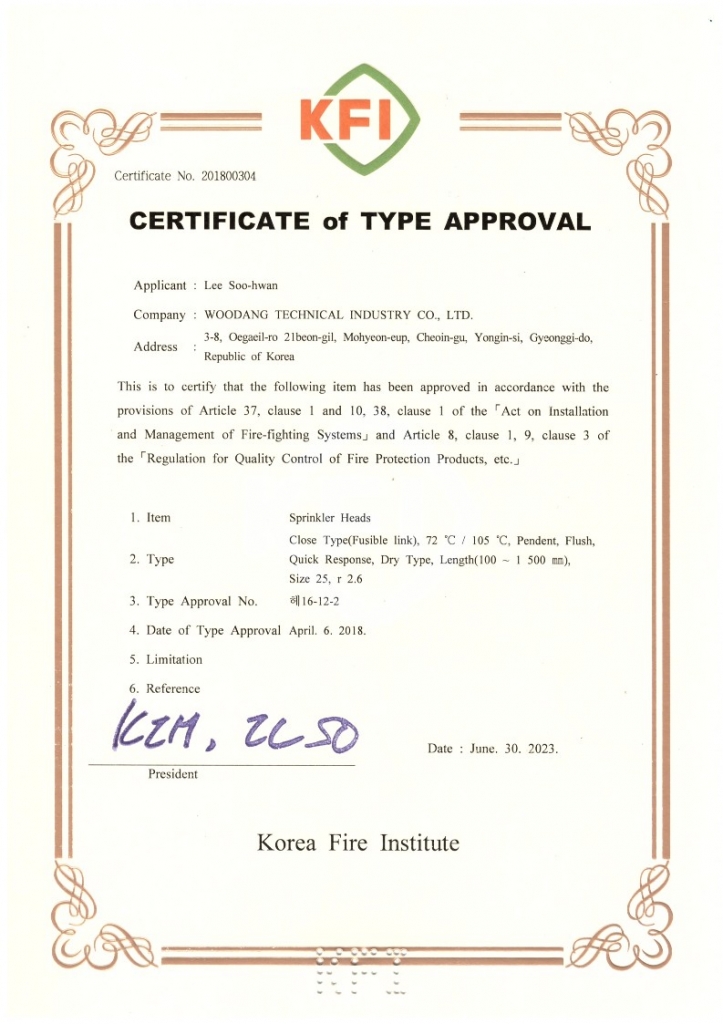 KFI
Certificate No. 201800304
CERTIFICATE of TYPE APPROVAL
Applicant : Lee Soo-hwan
Company : WOODANG TECHNICAL INDUSTRY CO., LTD.
Address : 3-8, Oegaeil-ro 21beon-gil, Mohyeon-eup, Cheoin-gu, Yongin-si, Gyeonggi-do,
Republic of Korea
This is to certify that the following item has been approved in accordance with the
provisions of Article 37, clause 1 and 10, 38, clause 1 of the「Act on Installation
and Management of Fire-fighting Systems」and Article 8, clause 1, 9, clause 3 of
the「Regulation for Quality Control of Fire Protection Products, etc.」
1. Item Sprinkler Heads
Close Type(Fusible link), 72 ℃ / 105 ℃, Pendent, Flush,
2. Type Quick Response, Dry Type, Length(100 ~ 1 500 ㎜),
Size 25, r 2.6
3. Type Approval No. 헤16-12-2
4. Date of Type Approval April. 6. 2018.
5. Limitation
6. Reference
Date : June. 30. 2023.
President
Korea Fire Institute
KFI